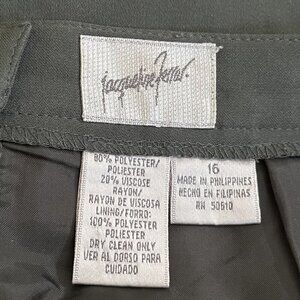 Jacqueline Ferrar.
80% POLYESTER/
POLIESTER
20% VISCOSE
RAYON/
RAYON DE VISCOSA
LINING/FORRO:
100% POLYESTER
POLIESTER
DRY CLEAN ONLY
VER AL DORSO PARA
CUIDADO
16
MADE IN PHILIPPINES
HECHO EN FILIPINAS
RN 50610